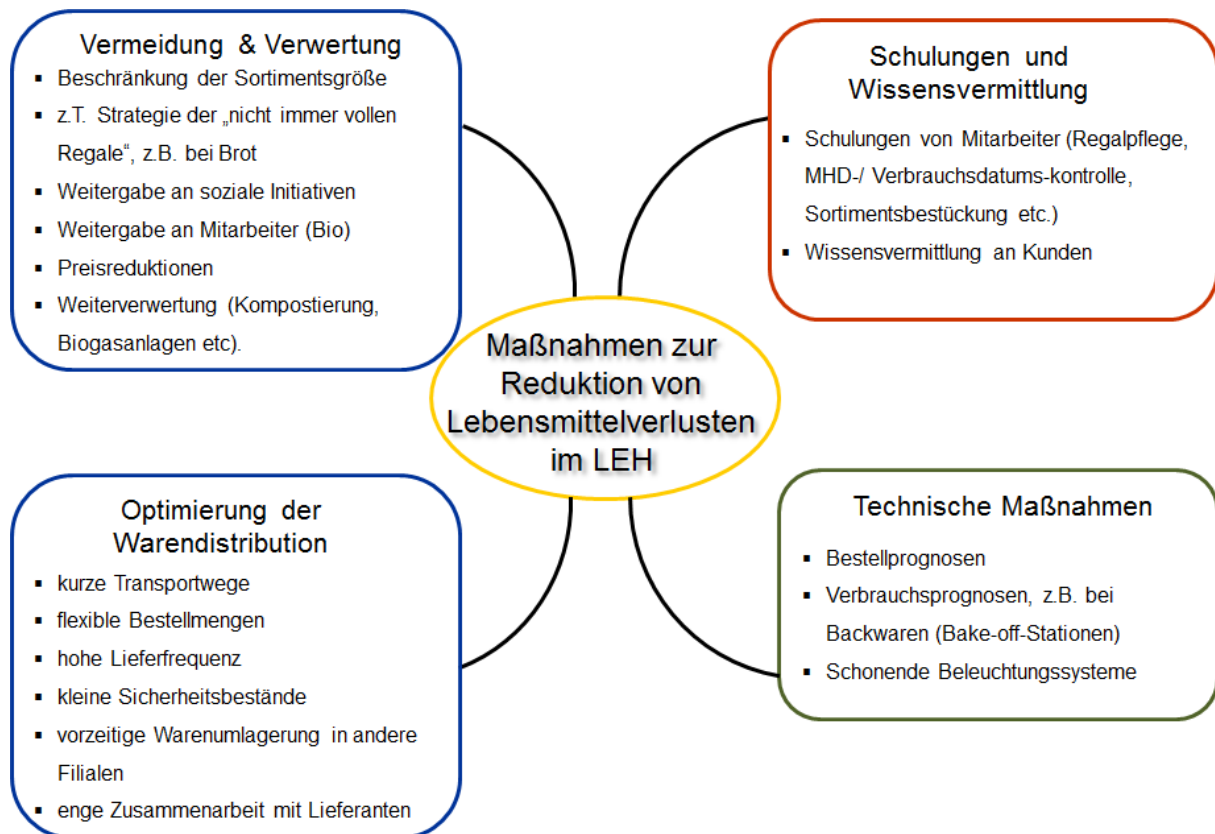 Vermeidung & Verwertung
▪ Beschränkung der Sortimentsgröße
▪ z.T. Strategie der „nicht immer vollen
Regale“, z.B. bei Brot
▪ Weitergabe an soziale Initiativen
▪ Weitergabe an Mitarbeiter (Bio)
▪ Preisreduktionen
▪ Weiterverwertung (Kompostierung,
Biogasanlagen etc).
Schulungen und
Wissensvermittlung
▪ Schulungen von Mitarbeiter (Regalpflege,
MHD-/ Verbrauchsdatums-kontrolle,
Sortimentsbestückung etc.)
▪ Wissensvermittlung an Kunden
Maßnahmen zur
Reduktion von
Lebensmittelverlusten
im LEH
Optimierung der
Warendistribution
▪ kurze Transportwege
▪ flexible Bestellmengen
▪ hohe Lieferfrequenz
▪ kleine Sicherheitsbestände
▪ vorzeitige Warenumlagerung in andere
Filialen
▪ enge Zusammenarbeit mit Lieferanten
Technische Maßnahmen
▪ Bestellprognosen
▪ Verbrauchsprognosen, z.B. bei
Backwaren (Bake-off-Stationen)
▪ Schonende Beleuchtungssysteme